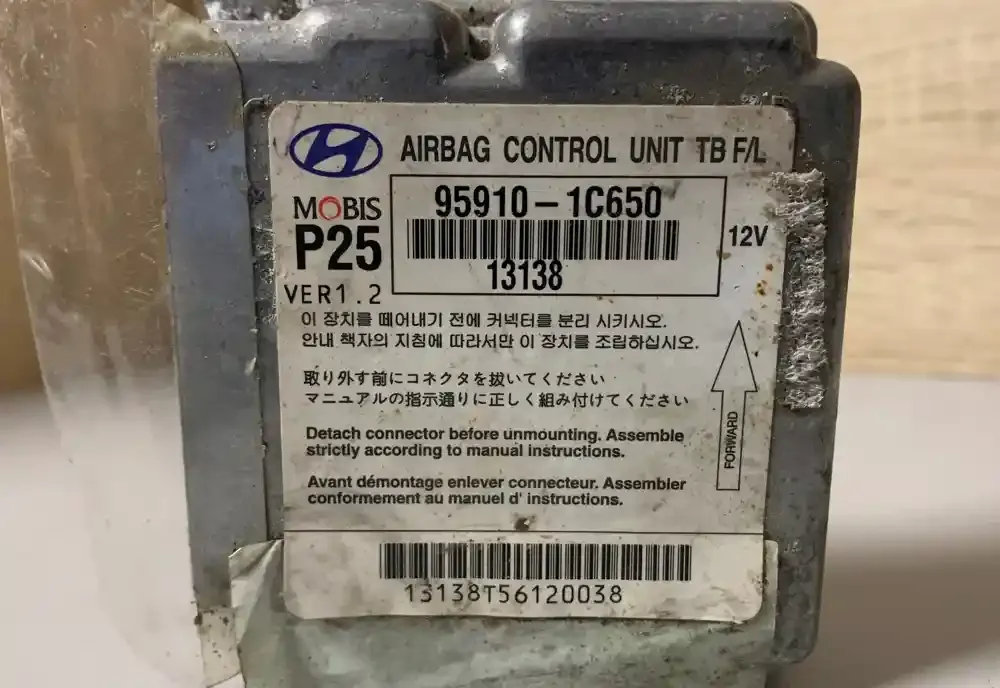 AIRBAG CONTROL UNIT TB F/L
MOBIS
P25
VER1.2
95910-1C650
13138
12V
이 장치를 떼어내기 전에 커넥터를 분리 시키시오.
안내 책자의 지침에 따라서만 이 장치를 조립하십시오.
取り外す前にコネクタを抜いてください
マニュアルの指示通りに正しく組み付けてください
Detach connector before unmounting. Assemble
strictly according to manual instructions.
Avant démontage enlever connecteur. Assembler
conformement au manuel d' instructions.
FORWARD
13138T56120038